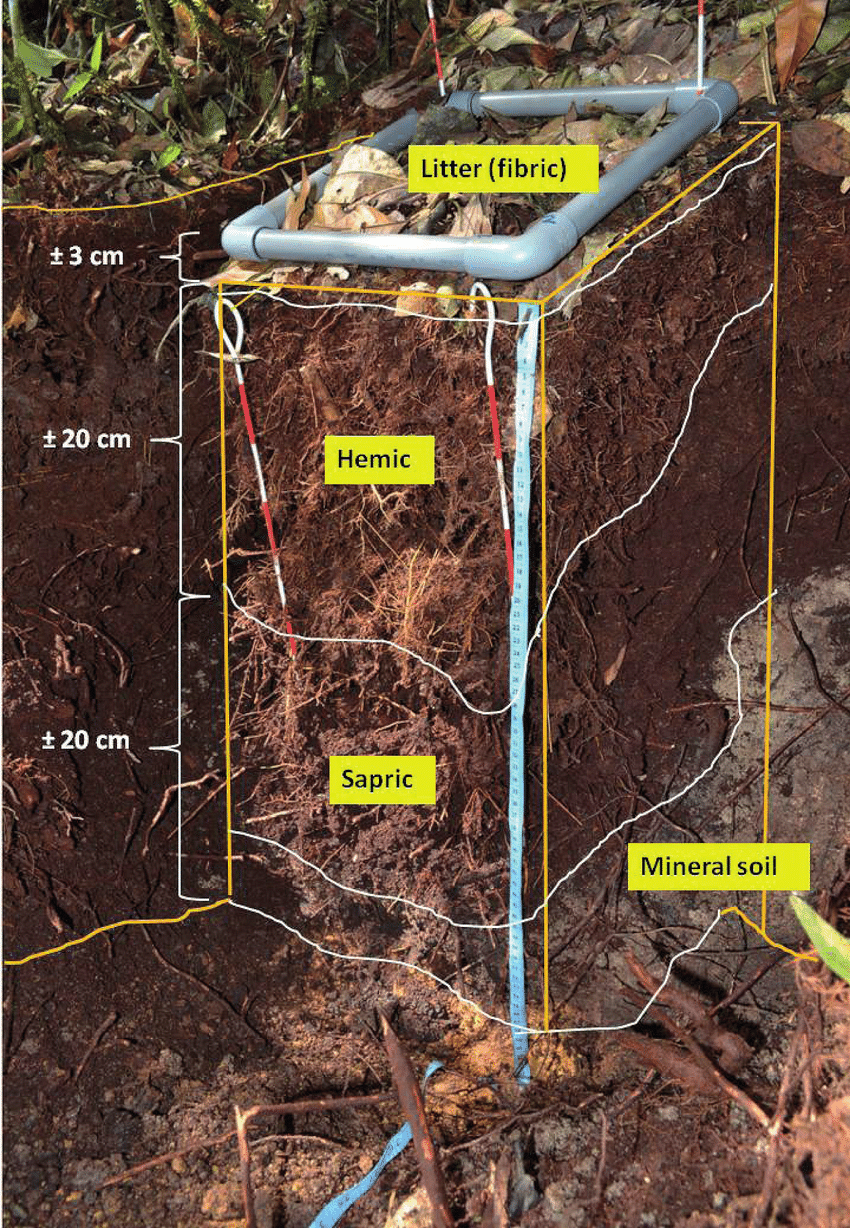 Litter (fibric)
± 3 cm
± 20 cm
Hemic
± 20 cm
Sapric
Mineral soil